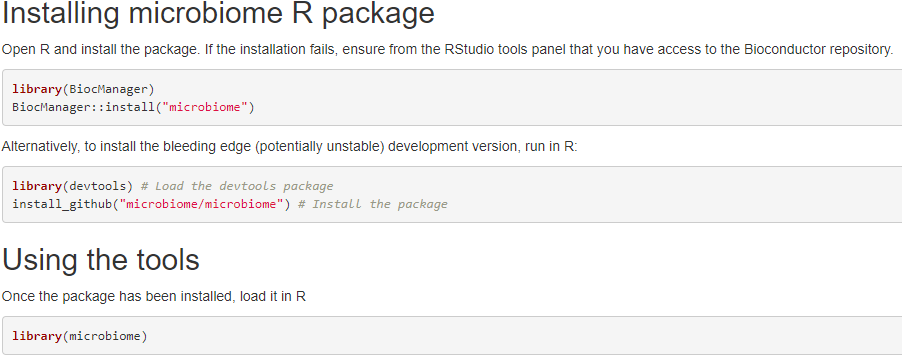 Installing microbiome R package
Open R and install the package. If the installation fails, ensure from the RStudio tools panel that you have access to the Bioconductor repository.
library(BiocManager)
BiocManager::install("microbiome")
Alternatively, to install the bleeding edge (potentially unstable) development version, run in R:
library(devtools) # Load the devtools package
install_github("microbiome/microbiome") # Install the package
Using the tools
Once the package has been installed, load it in R
library(microbiome)